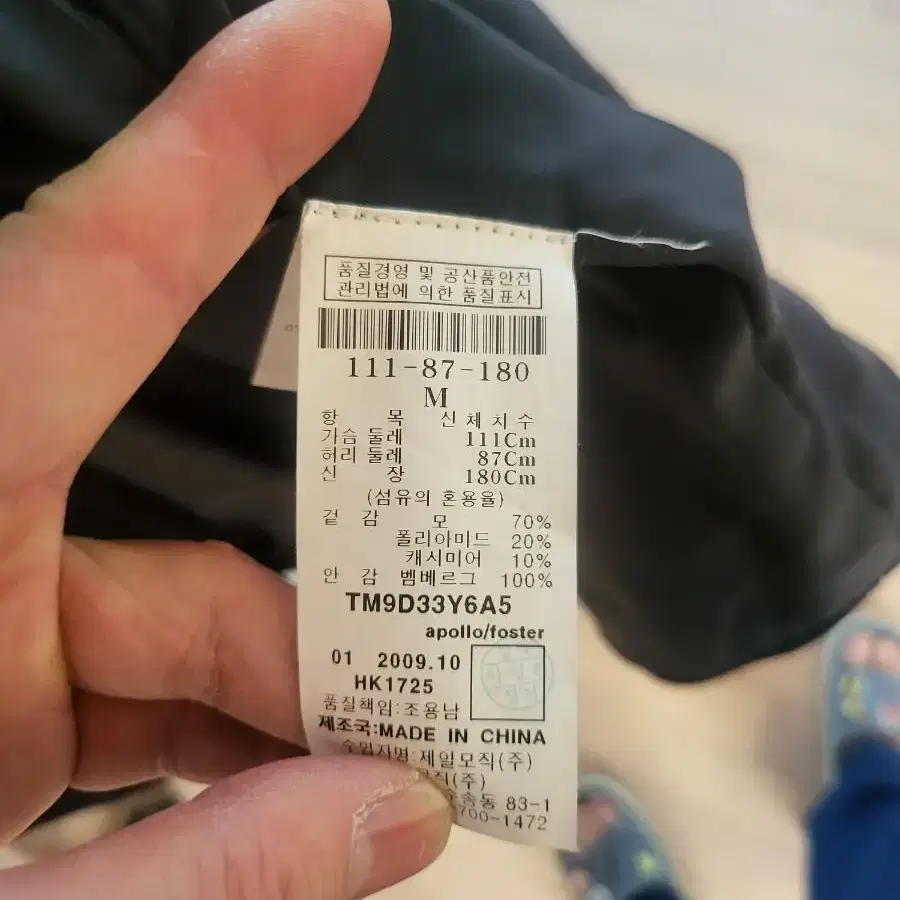 품질경영 및 공산품안전
관리법에 의한 품질표시
111-87-180
M
항 목 신체치수
가슴 둘레 111Cm
허리 둘레 87Cm
신 장 180Cm
(섬유의 혼용율)
겉 감 모 70%
폴리아미드 20%
캐시미어 10%
안 감 벰베르그 100%
TM9D33Y6A5
apollo/foster
01 2009.10
HK1725
품질책임:조용남
제조국:MADE IN CHINA
수입자명:제일모직(주)
(주)
83-1
700-1472